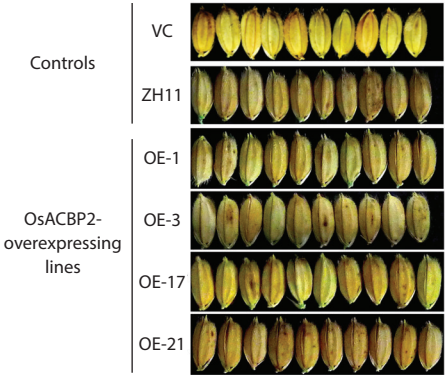 Controls
VC
ZH11
OsACBP2-
overexpressing
lines
OE-1
OE-3
OE-17
OE-21